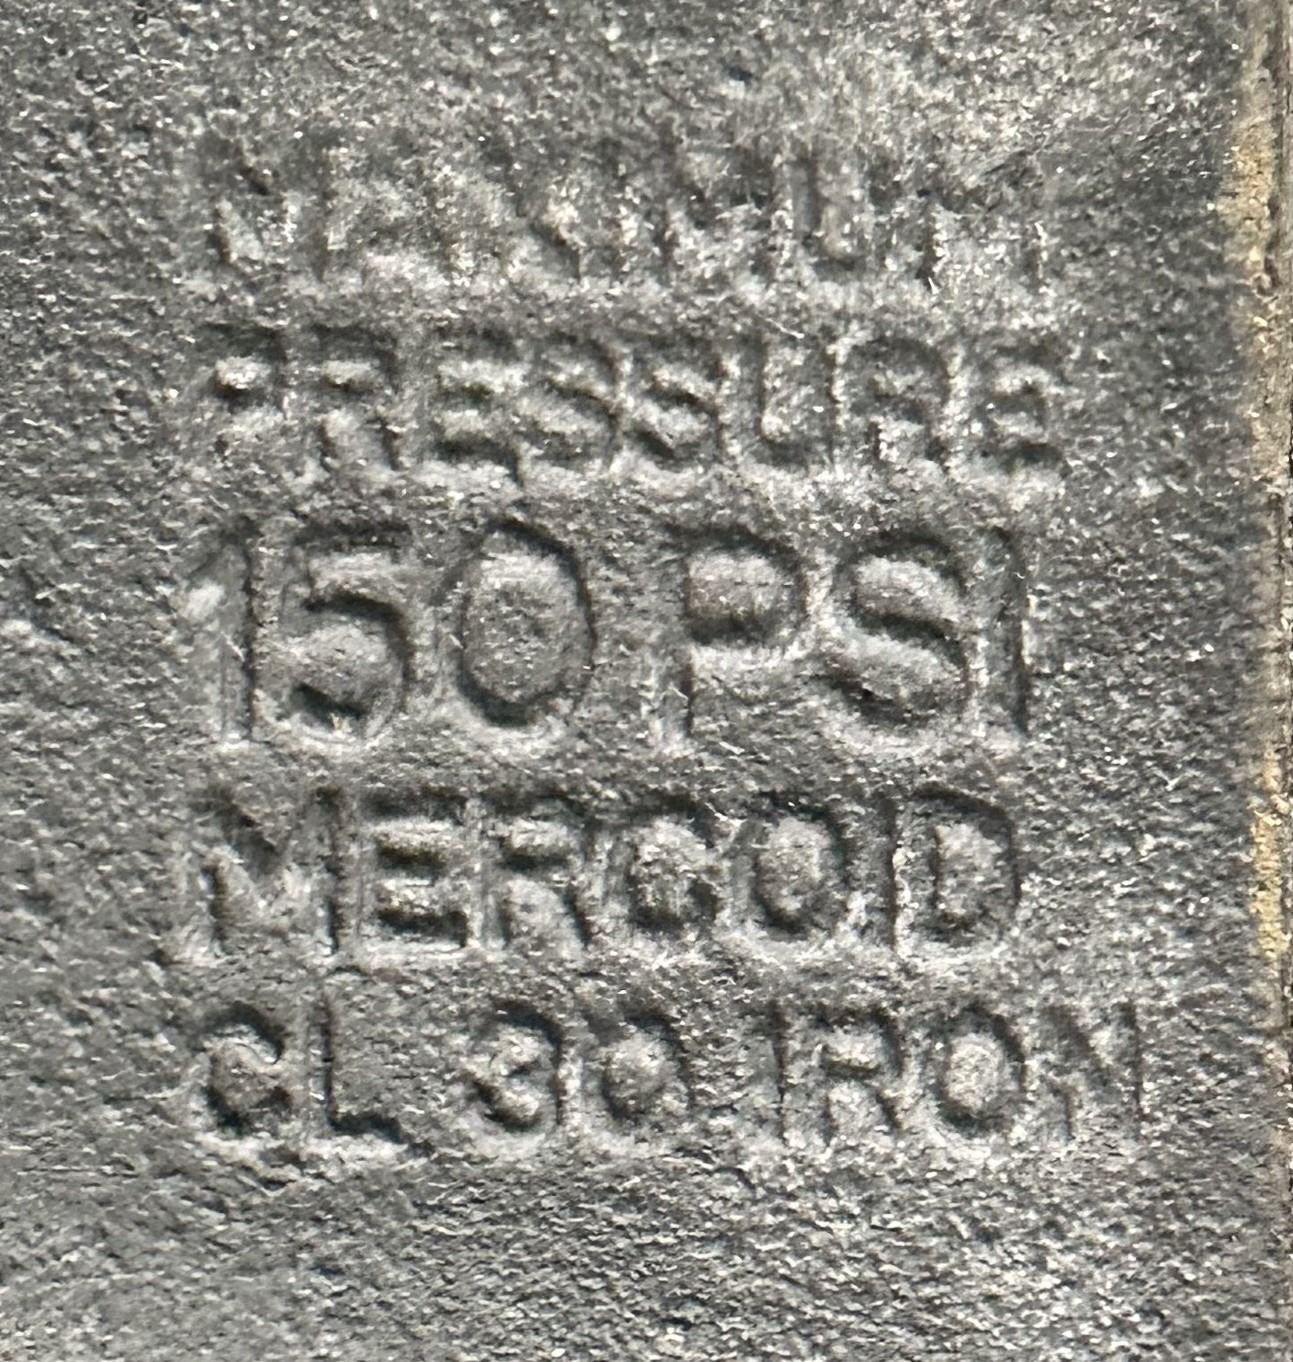 MAXIMUM
PRESSURE
150 PSI
MERCOID
CL 30 IRON